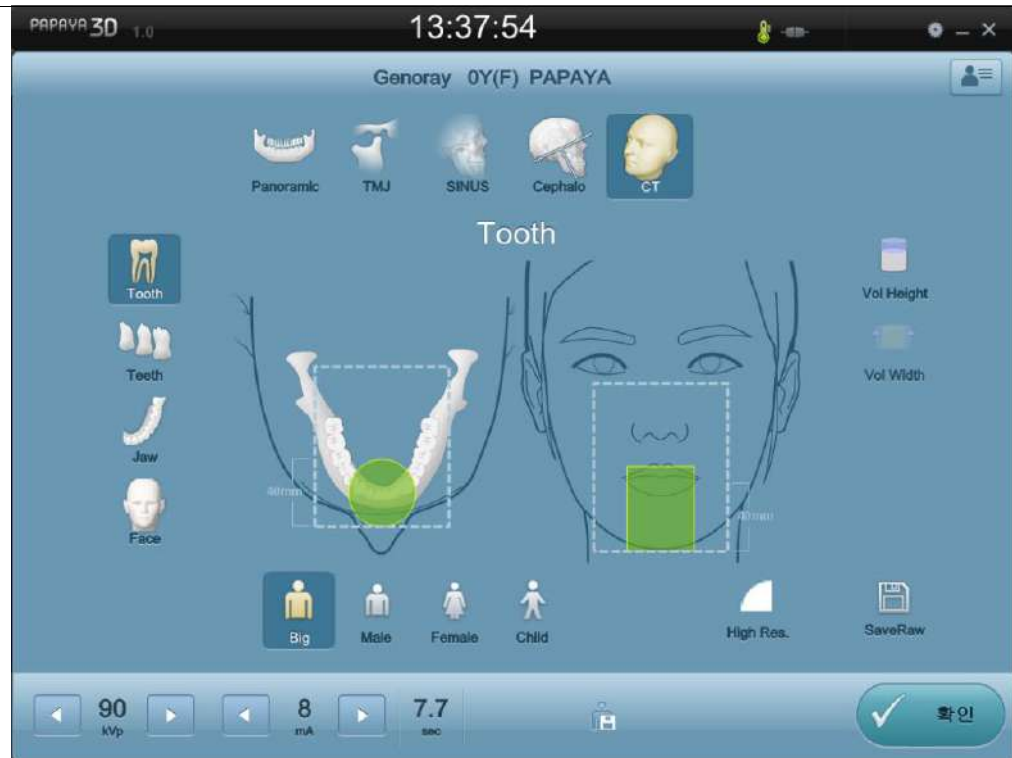 PAPAYA 3D 1.0 13:37:54
Genoray 0Y(F) PAPAYA
Panoramic TMJ SINUS Cephalo CT
Tooth
Tooth
Teeth
Jaw
Face
40mm
40mm
Vol Height
Vol Width
Big Male Female Child
High Res. SaveRaw
90 kVp
8 mA
7.7 sec
확인